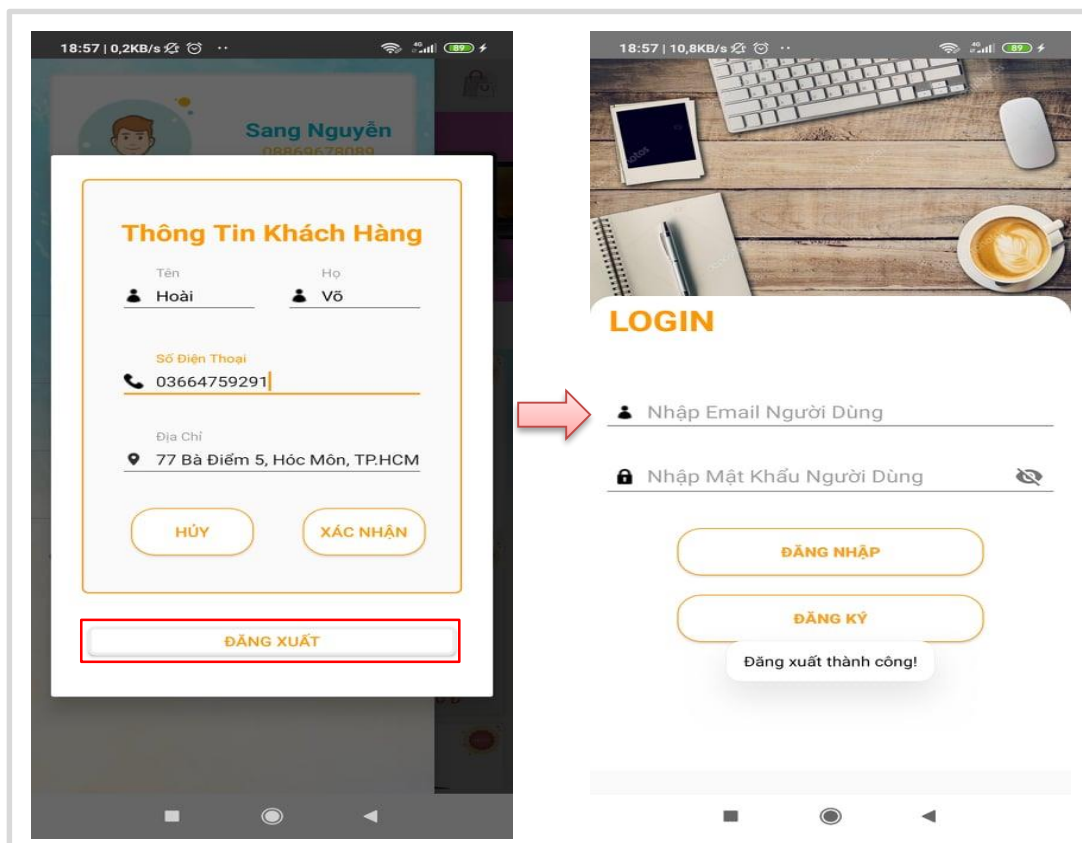 18:57 | 0,2KB/s
4G
89
Sang Nguyễn
08869678089
Thông Tin Khách Hàng
Tên Họ
Hoài Võ
Số Điện Thoại
03664759291
Địa Chỉ
77 Bà Điểm 5, Hóc Môn, TP.HCM
HỦY XÁC NHẬN
ĐĂNG XUẤT
18:57 | 10,8KB/s
4G
89
LOGIN
Nhập Email Người Dùng
Nhập Mật Khẩu Người Dùng
ĐĂNG NHẬP
ĐĂNG KÝ
Đăng xuất thành công!